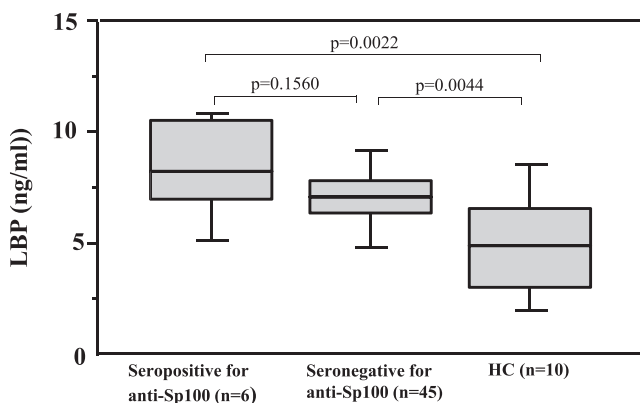 15
p=0.0022
p=0.1560
p=0.0044
10
LBP (ng/ml))
5
0
Seropositive for
anti-Sp100 (n=6)
Seronegative for
anti-Sp100 (n=45)
HC (n=10)